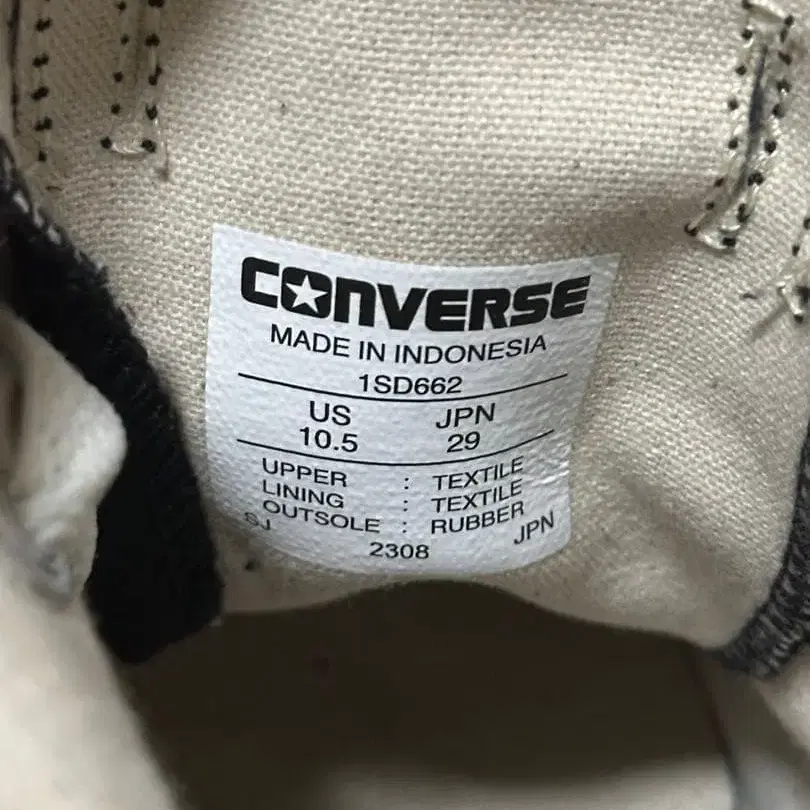 CONVERSE
MADE IN INDONESIA
1SD662
US JPN
10.5 29
UPPER : TEXTILE
LINING : TEXTILE
OUTSOLE : RUBBER
SJ 2308 JPN